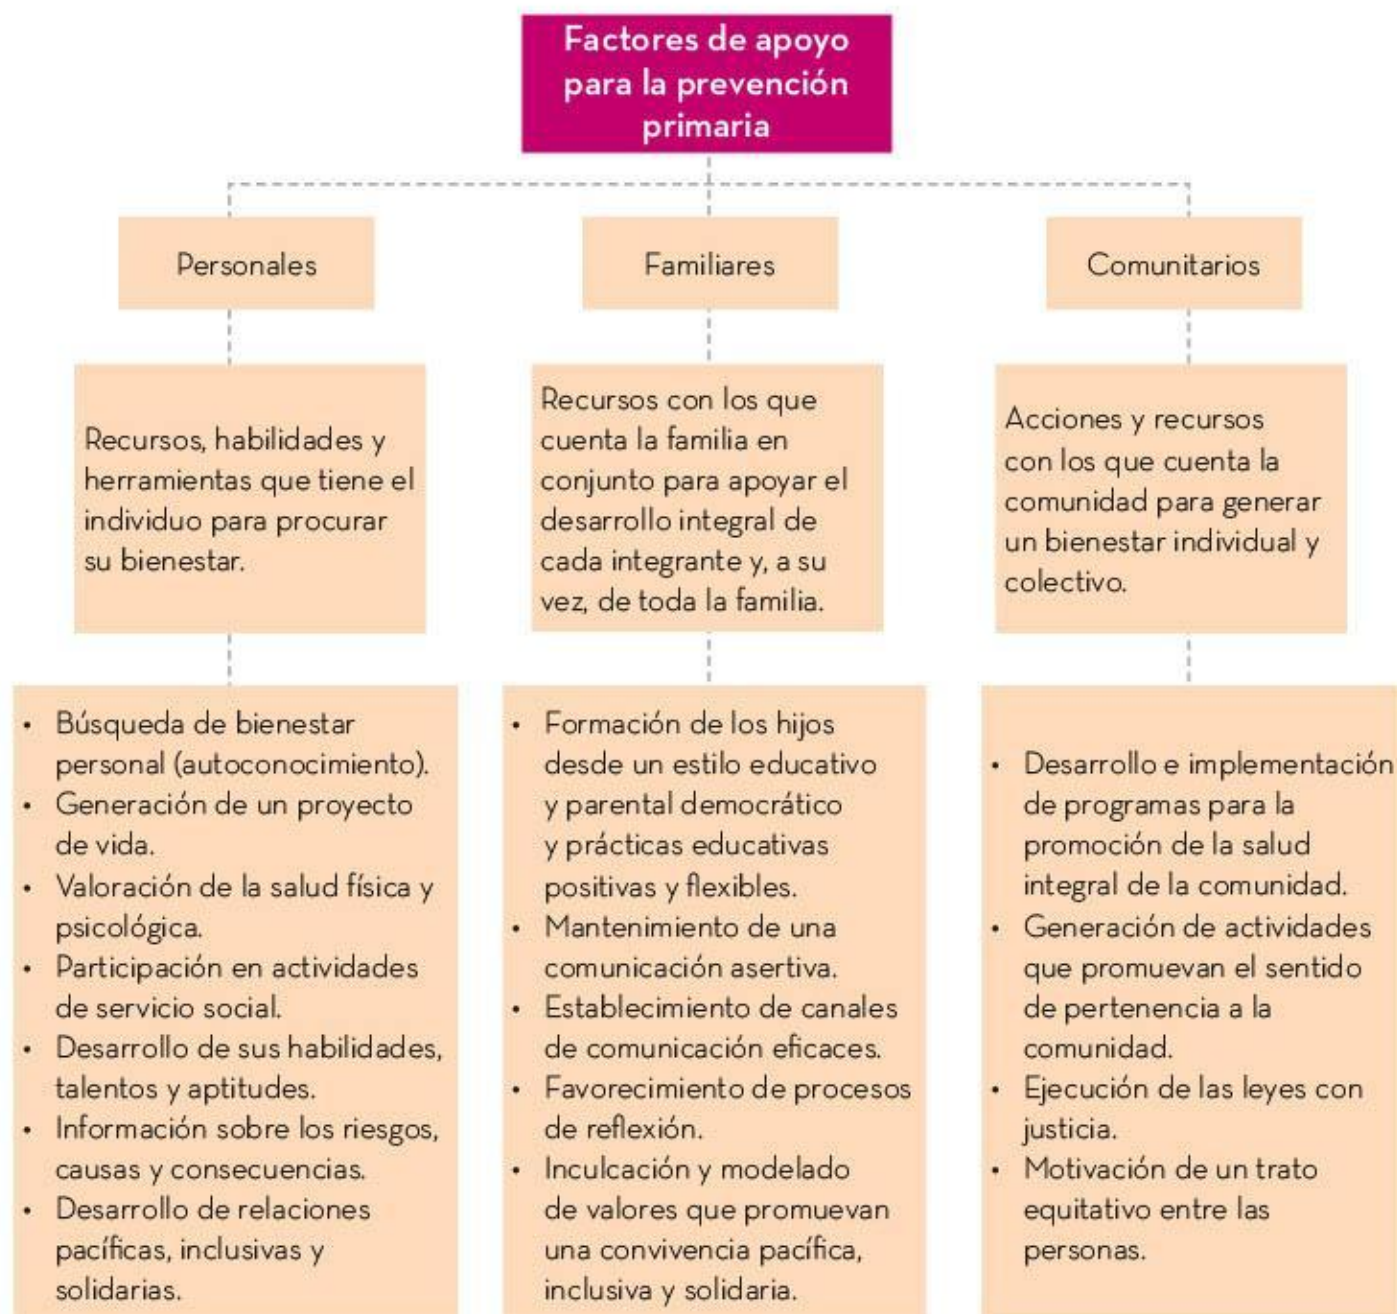 Factores de apoyo
para la prevención
primaria
Personales
Familiares
Comunitarios
Recursos, habilidades y
herramientas que tiene el
individuo para procurar
su bienestar.
Recursos con los que
cuenta la familia en
conjunto para apoyar el
desarrollo integral de
cada integrante y, a su
vez, de toda la familia.
Acciones y recursos
con los que cuenta la
comunidad para generar
un bienestar individual y
colectivo.
• Búsqueda de bienestar
personal (autoconocimiento).
• Generación de un proyecto
de vida.
• Valoración de la salud física y
psicológica.
• Participación en actividades
de servicio social.
• Desarrollo de sus habilidades,
talentos y aptitudes.
• Información sobre los riesgos,
causas y consecuencias.
• Desarrollo de relaciones
pacíficas, inclusivas y
solidarias.
• Formación de los hijos
desde un estilo educativo
y parental democrático
y prácticas educativas
positivas y flexibles.
• Mantenimiento de una
comunicación asertiva.
• Establecimiento de canales
de comunicación eficaces.
• Favorecimiento de procesos
de reflexión.
• Inculcación y modelado
de valores que promuevan
una convivencia pacífica,
inclusiva y solidaria.
• Desarrollo e implementación
de programas para la
promoción de la salud
integral de la comunidad.
• Generación de actividades
que promuevan el sentido
de pertenencia a la
comunidad.
• Ejecución de las leyes con
justicia.
• Motivación de un trato
equitativo entre las
personas.